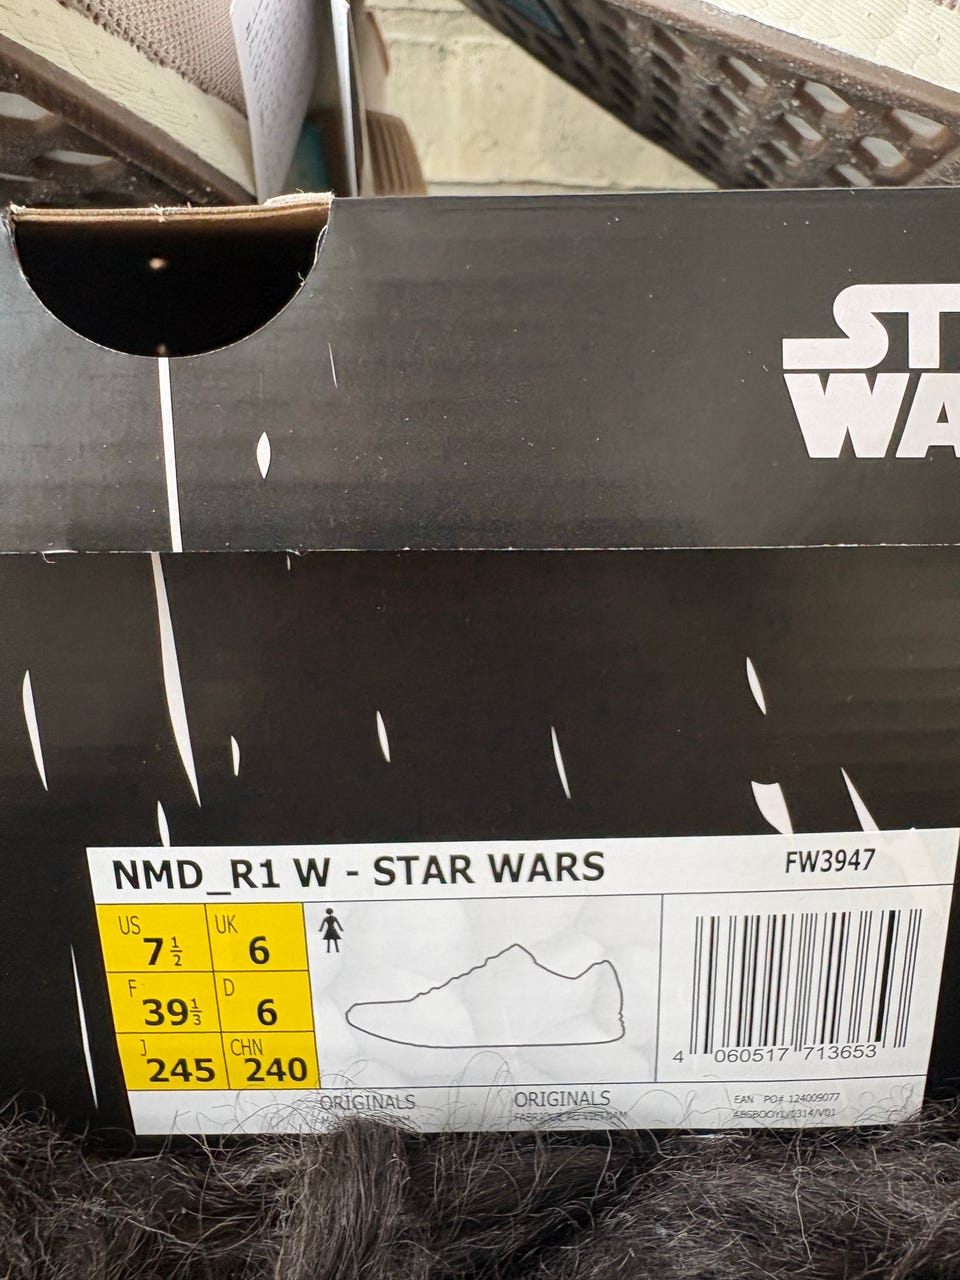 ST
WA
NMD_R1 W - STAR WARS
FW3947
US 7 1/2
UK 6
F 39 1/3
D 6
J 245
CHN 240
4 060517 713653
ORIGINALS
ORIGINALS
EAN PO# 124009077